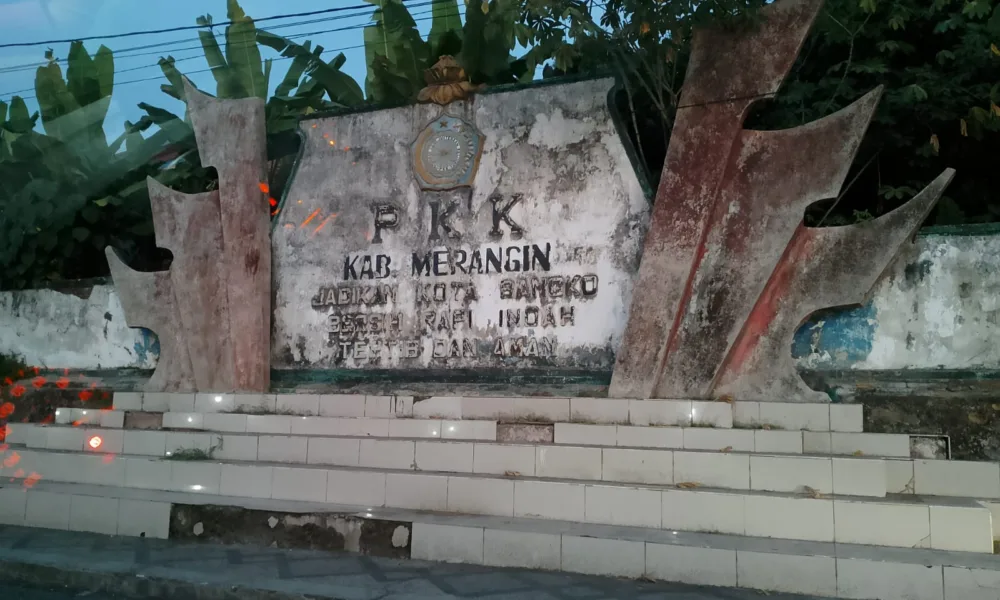 PKK
KAB. MERANGIN
JADIKAN KOTA BANGKO
BERSIH RAPI INDAH
TERTIB DAN AMAN